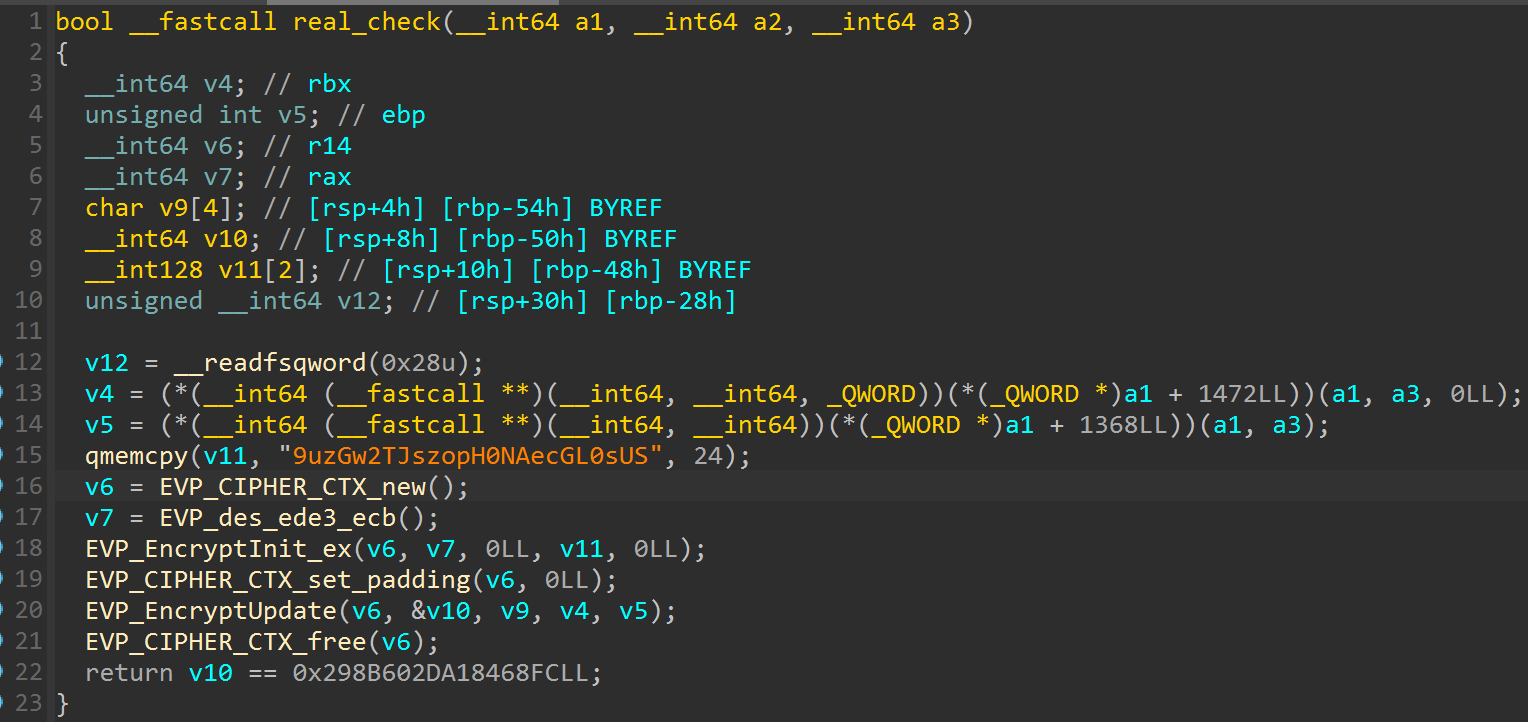 1 bool __fastcall real_check(__int64 a1, __int64 a2, __int64 a3)
2 {
3 __int64 v4; // rbx
4 unsigned int v5; // ebp
5 __int64 v6; // r14
6 __int64 v7; // rax
7 char v9[4]; // [rsp+4h] [rbp-54h] BYREF
8 __int64 v10; // [rsp+8h] [rbp-50h] BYREF
9 __int128 v11[2]; // [rsp+10h] [rbp-48h] BYREF
10 unsigned __int64 v12; // [rsp+30h] [rbp-28h]
11
12 v12 = __readfsqword(0x28u);
13 v4 = (*(__int64 (__fastcall **)(__int64, __int64, _QWORD))(*(_QWORD *)a1 + 1472LL))(a1, a3, 0LL);
14 v5 = (*(__int64 (__fastcall **)(__int64, __int64))(*(_QWORD *)a1 + 1368LL))(a1, a3);
15 qmemcpy(v11, "9uzGw2TJszopH0NAecGL0sUS", 24);
16 v6 = EVP_CIPHER_CTX_new();
17 v7 = EVP_des_ede3_ecb();
18 EVP_EncryptInit_ex(v6, v7, 0LL, v11, 0LL);
19 EVP_CIPHER_CTX_set_padding(v6, 0LL);
20 EVP_EncryptUpdate(v6, &v10, v9, v4, v5);
21 EVP_CIPHER_CTX_free(v6);
22 return v10 == 0x298B602DA18468FCLL;
23 }